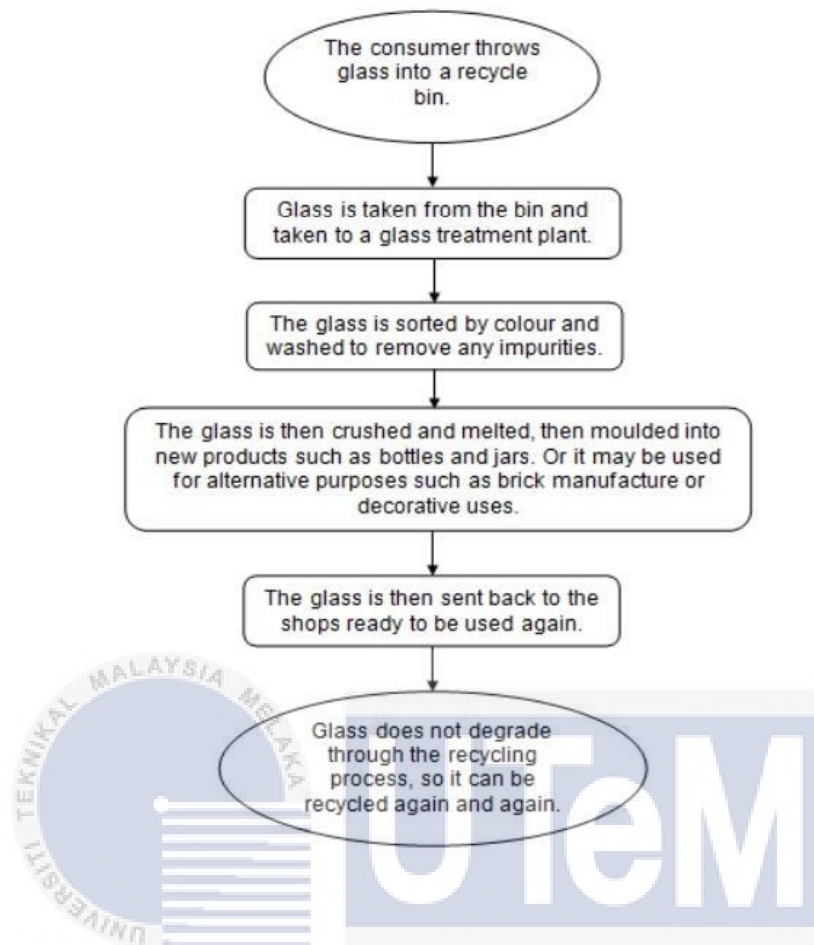 The consumer throws
glass into a recycle
bin.
Glass is taken from the bin and
taken to a glass treatment plant.
The glass is sorted by colour and
washed to remove any impurities.
The glass is then crushed and melted, then moulded into
new products such as bottles and jars. Or it may be used
for alternative purposes such as brick manufacture or
decorative uses.
The glass is then sent back to the
shops ready to be used again.
Glass does not degrade
through the recycling
process, so it can be
recycled again and again.
UNIVERSITI TEKNIKAL MALAYSIA MELAKA
UTeM